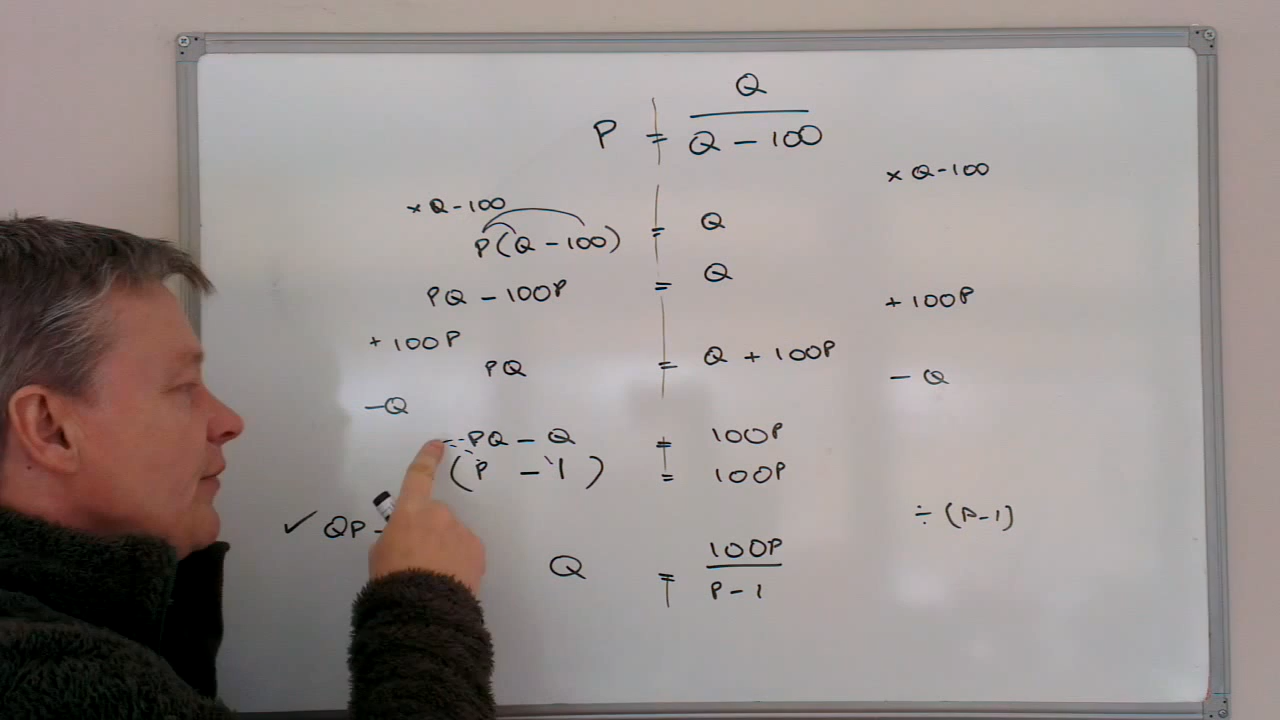 P = Q / (Q - 100)
× Q - 100
× Q - 100
P(Q - 100) = Q
PQ - 100P = Q
+ 100P
+ 100P
PQ = Q + 100P
- Q
- Q
PQ - Q = 100P
(P - 1) = 100P
÷ (P-1)
✓ QP -
Q = 100P / (P - 1)